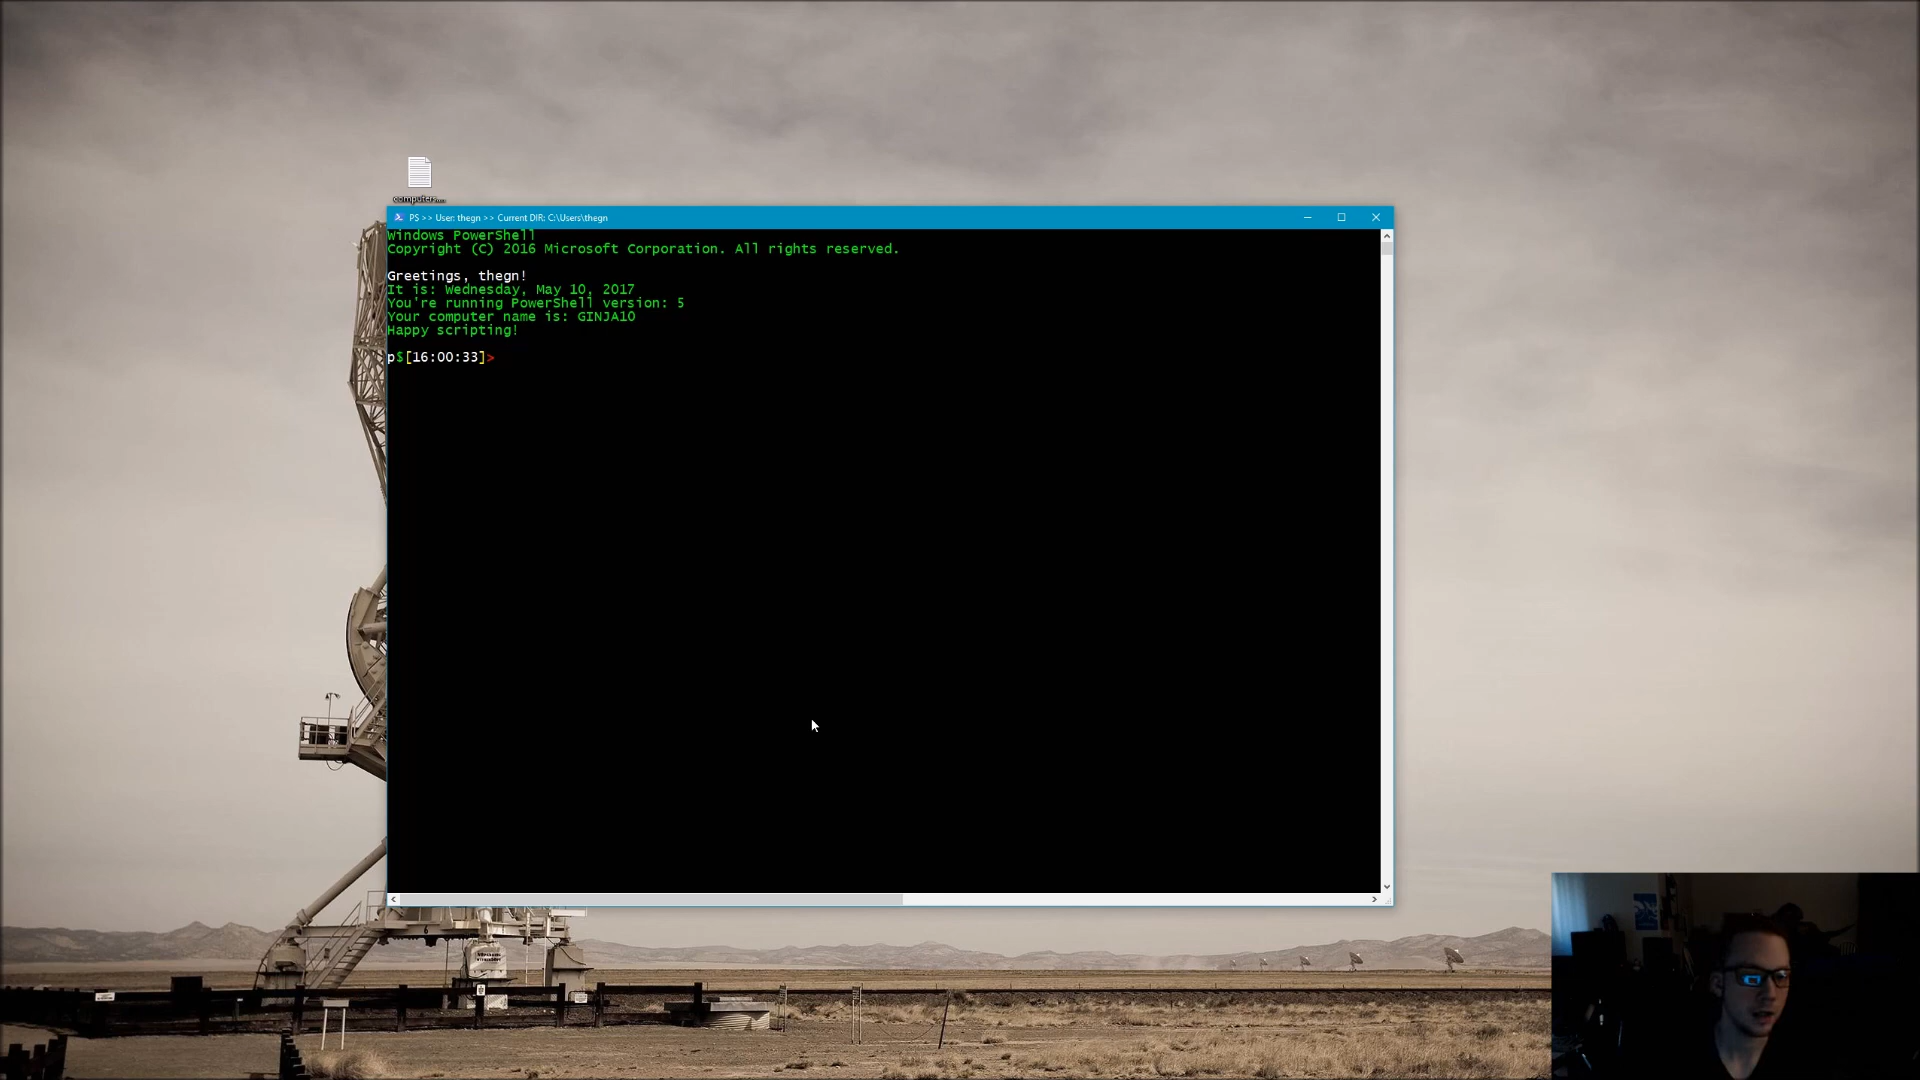 computers...
PS >> User: thegn >> Current DIR: C:\Users\thegn
Windows PowerShell
Copyright (C) 2016 Microsoft Corporation. All rights reserved.
Greetings, thegn!
It is: Wednesday, May 10, 2017
You're running PowerShell version: 5
Your computer name is: GINJA10
Happy scripting!
p$[16:00:33]>
6